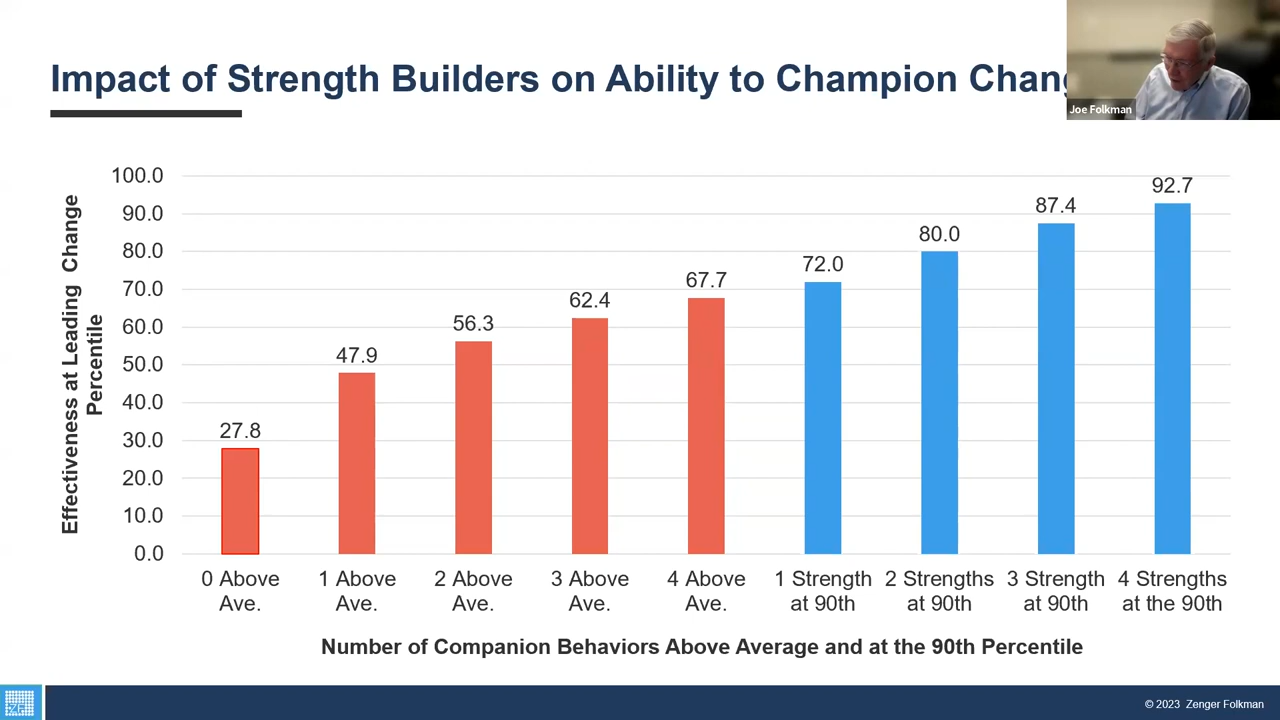 Impact of Strength Builders on Ability to Champion Chang
Joe Folkman
Effectiveness at Leading Change
Percentile
100.0
90.0
80.0
70.0
60.0
50.0
40.0
30.0
20.0
10.0
0.0
27.8
47.9
56.3
62.4
67.7
72.0
80.0
87.4
92.7
0 Above
Ave.
1 Above
Ave.
2 Above
Ave.
3 Above
Ave.
4 Above
Ave.
1 Strength
at 90th
2 Strengths
at 90th
3 Strength
at 90th
4 Strengths
at the 90th
Number of Companion Behaviors Above Average and at the 90th Percentile
ZF
© 2023 Zenger Folkman